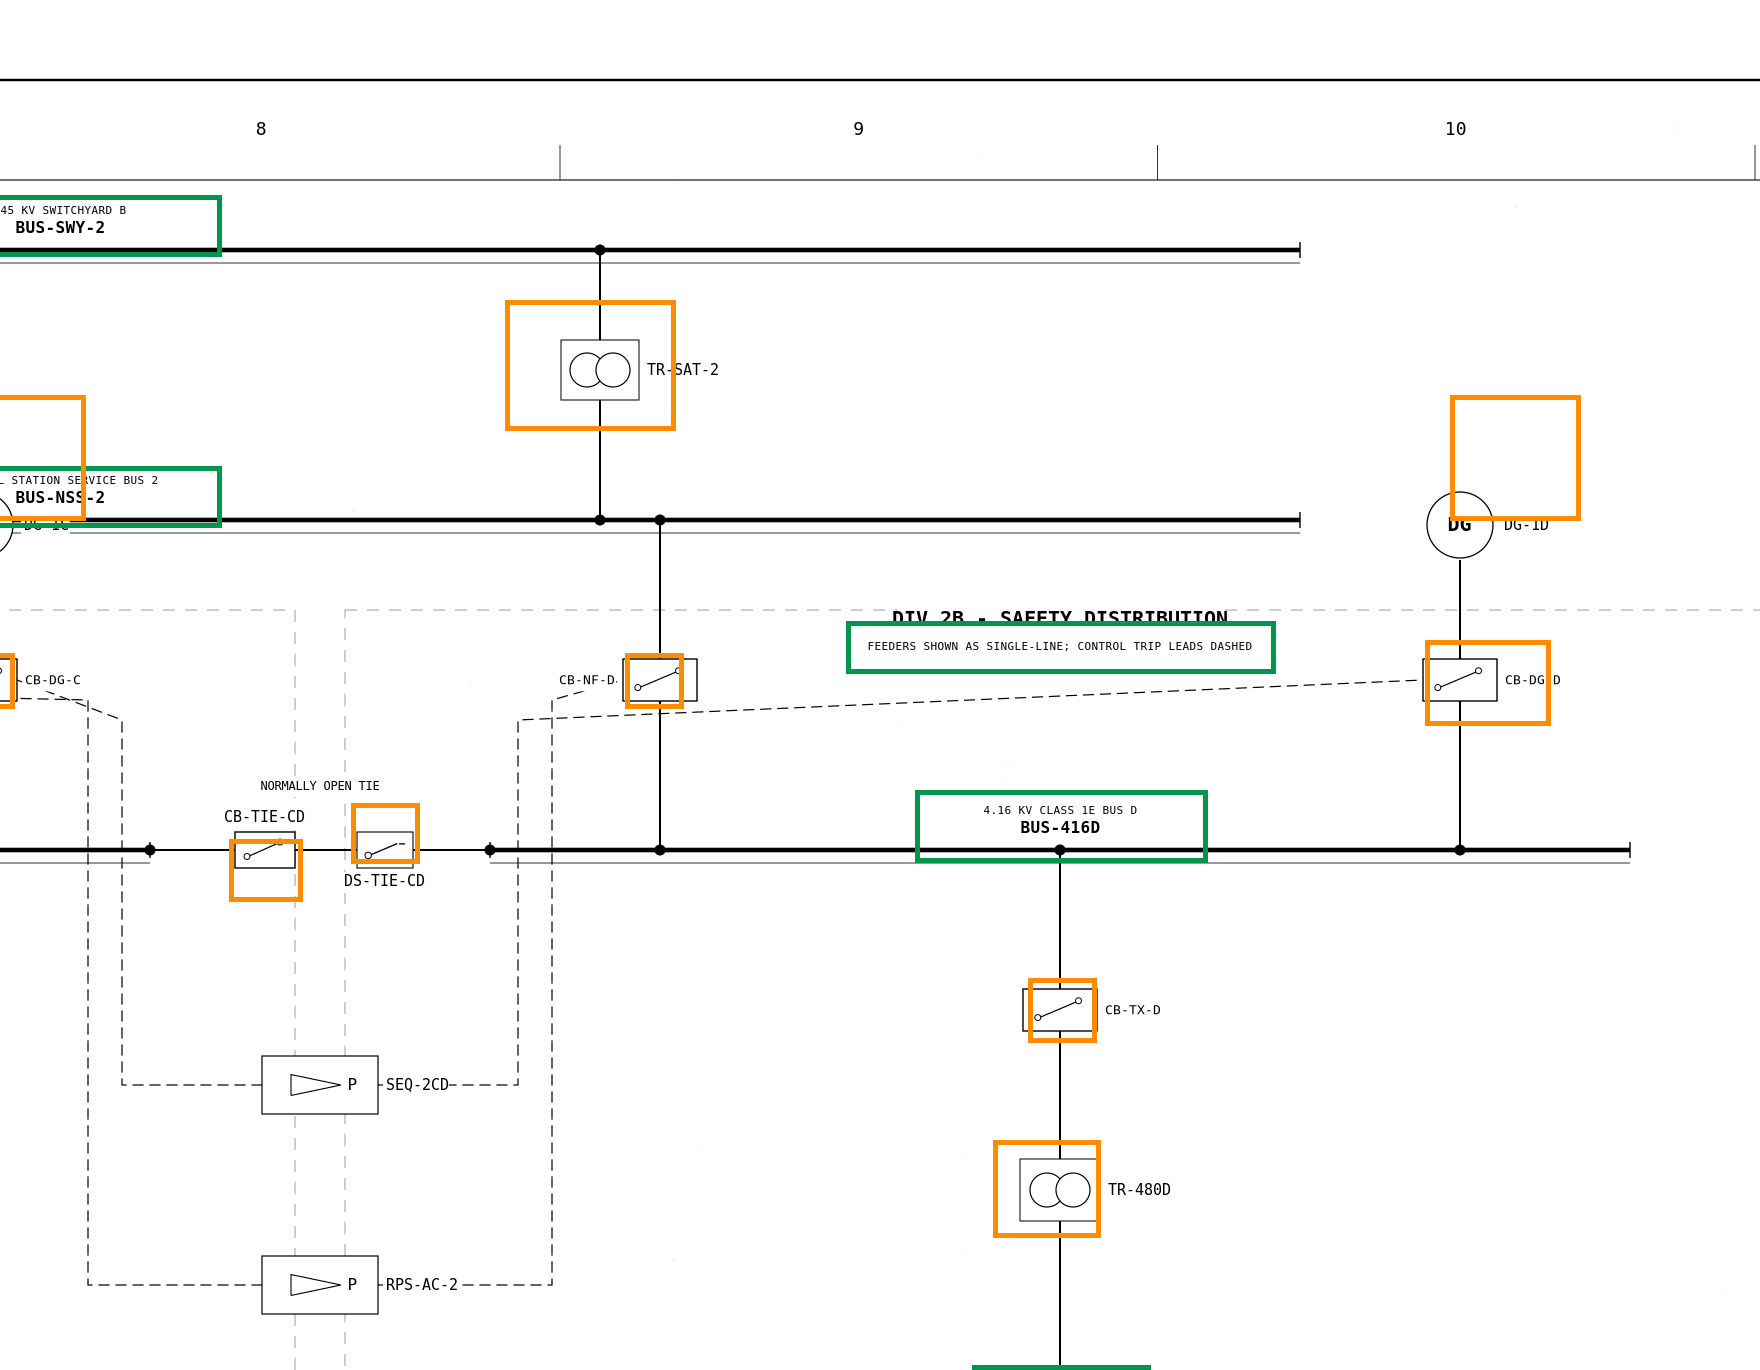 8
9
10
45 KV SWITCHYARD B
BUS-SWY-2
TR-SAT-2
L STATION SERVICE BUS 2
BUS-NSS-2
DG-1C
DG
DG-1D
DIV 2B - SAFETY DISTRIBUTION
FEEDERS SHOWN AS SINGLE-LINE; CONTROL TRIP LEADS DASHED
CB-DG-C
CB-NF-D
CB-DG-D
NORMALLY OPEN TIE
CB-TIE-CD
4.16 KV CLASS 1E BUS D
BUS-416D
DS-TIE-CD
CB-TX-D
P
SEQ-2CD
TR-480D
P
RPS-AC-2